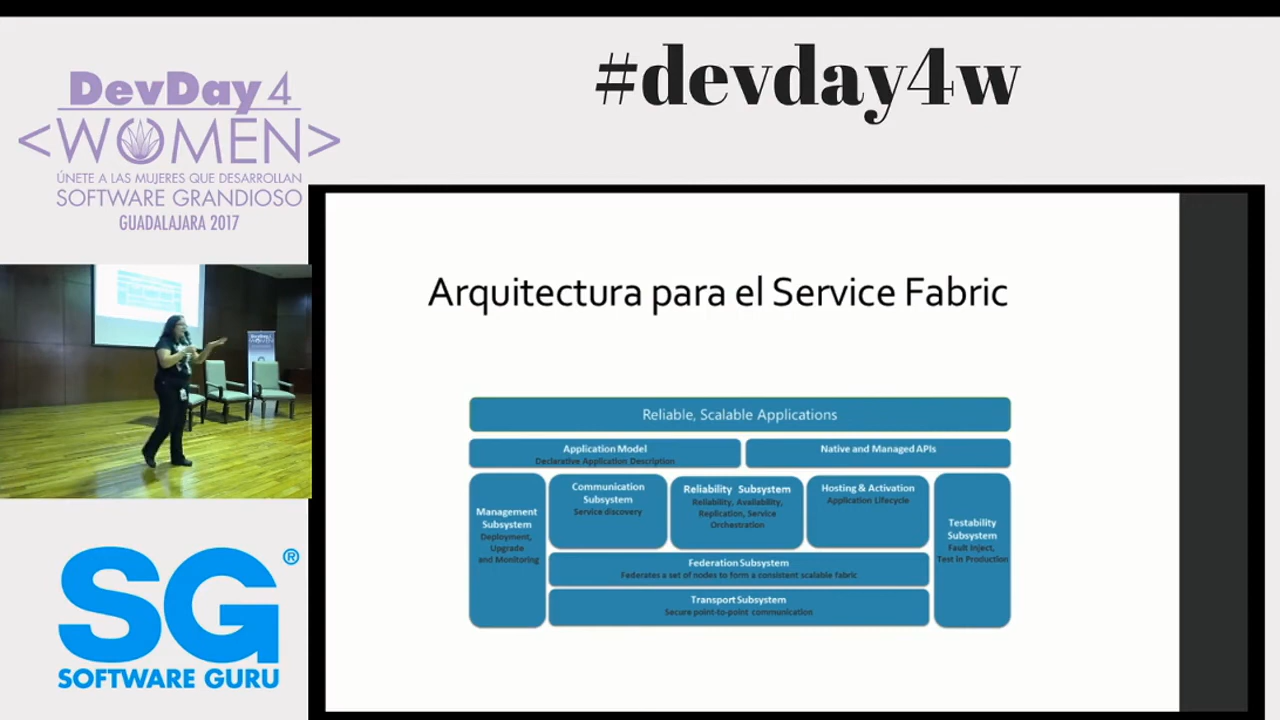 #devday4w
DevDay4
<WOMEN>
ÚNETE A LAS MUJERES QUE DESARROLLAN
SOFTWARE GRANDIOSO
GUADALAJARA 2017
Arquitectura para el Service Fabric
Reliable, Scalable Applications
Application Model
Declarative Application Description
Native and Managed APIs
Management
Subsystem
Deployment,
Upgrade
and Monitoring
Communication
Subsystem
Service discovery
Reliability Subsystem
Reliability, Availability,
Replication, Service
Orchestration
Hosting & Activation
Application Lifecycle
Testability
Subsystem
Fault Inject,
Test in Production
Federation Subsystem
Federates a set of nodes to form a consistent scalable fabric
Transport Subsystem
Secure point-to-point communication
SG®
SOFTWARE GURU